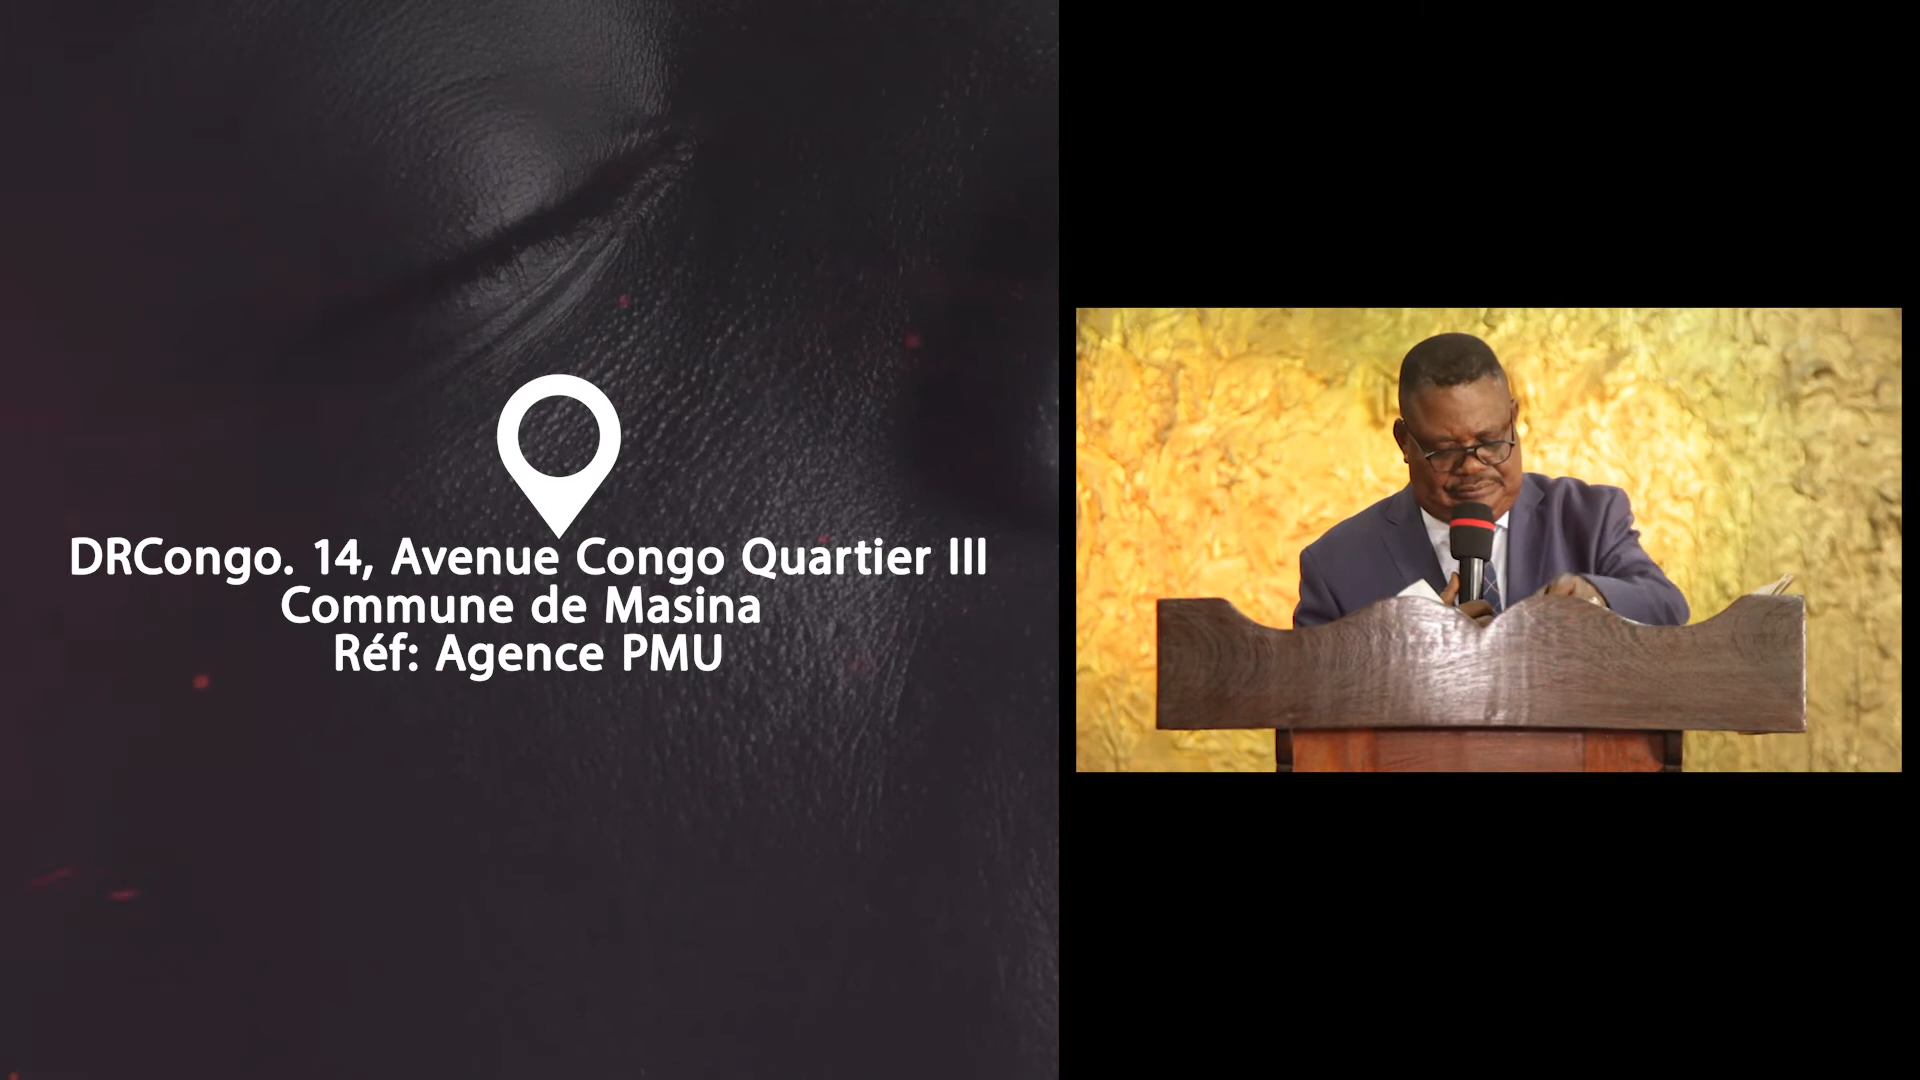 DRCongo. 14, Avenue Congo Quartier III
Commune de Masina
Réf: Agence PMU